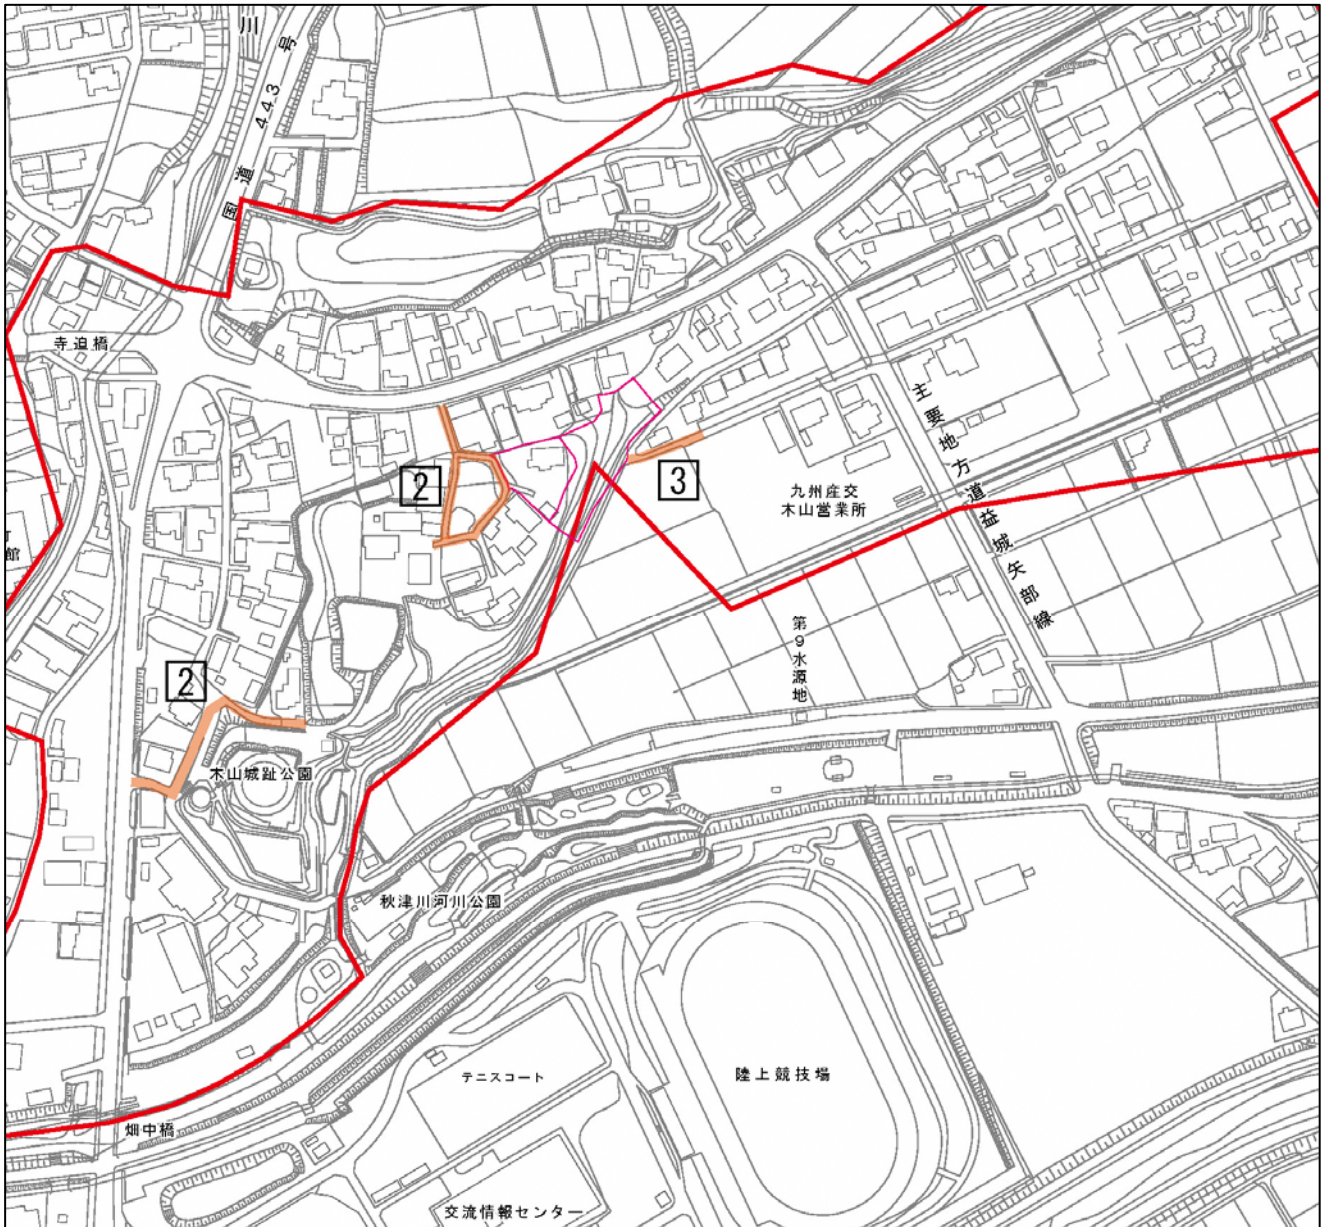 川
国道 443号
寺迫橋
館
2
3
九州産交
木山営業所
主要地方道益城矢部線
第9水源地
2
木山城趾公園
秋津川河川公園
テニスコート
陸上競技場
畑中橋
交流情報センター